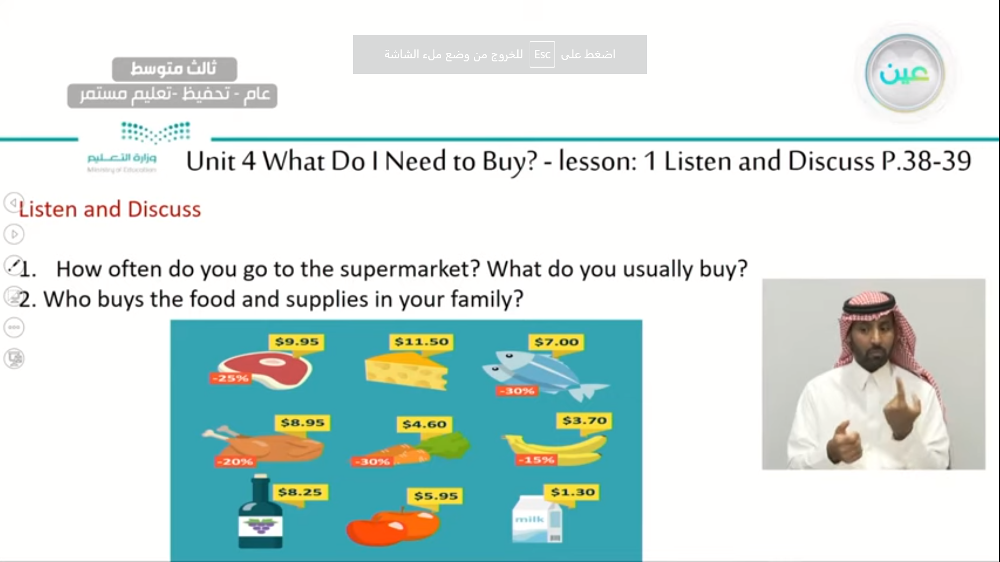 اضغط على Esc للخروج من وضع ملء الشاشة
عين
ثالث متوسط
عام - تحفيظ -تعليم مستمر
وزارة التعـليم
Ministry of Education
Unit 4 What Do I Need to Buy? - lesson: 1 Listen and Discuss P.38-39
Listen and Discuss
1. How often do you go to the supermarket? What do you usually buy?
2. Who buys the food and supplies in your family?
$9.95
-25%
$11.50
$7.00
-30%
$8.95
-20%
$4.60
-30%
$3.70
-15%
$8.25
$5.95
$1.30
milk